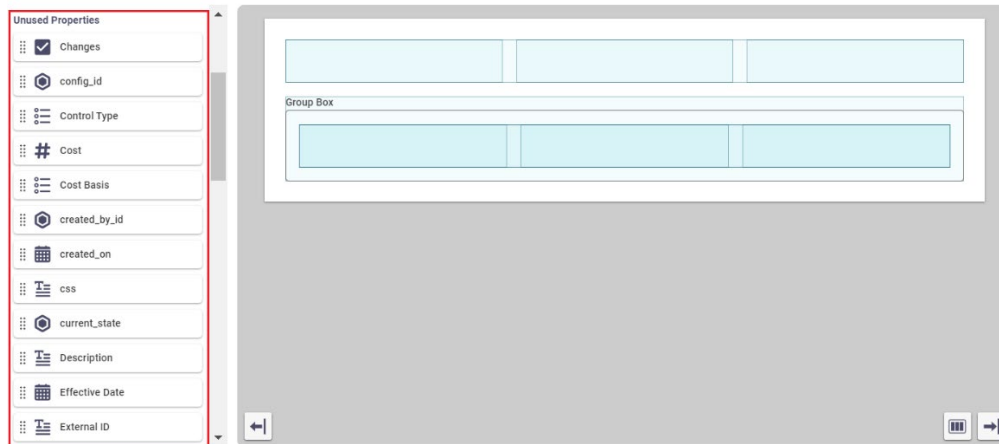 Unused Properties
Changes
config_id
Control Type
Cost
Cost Basis
created_by_id
created_on
css
current_state
Description
Effective Date
External ID
Group Box